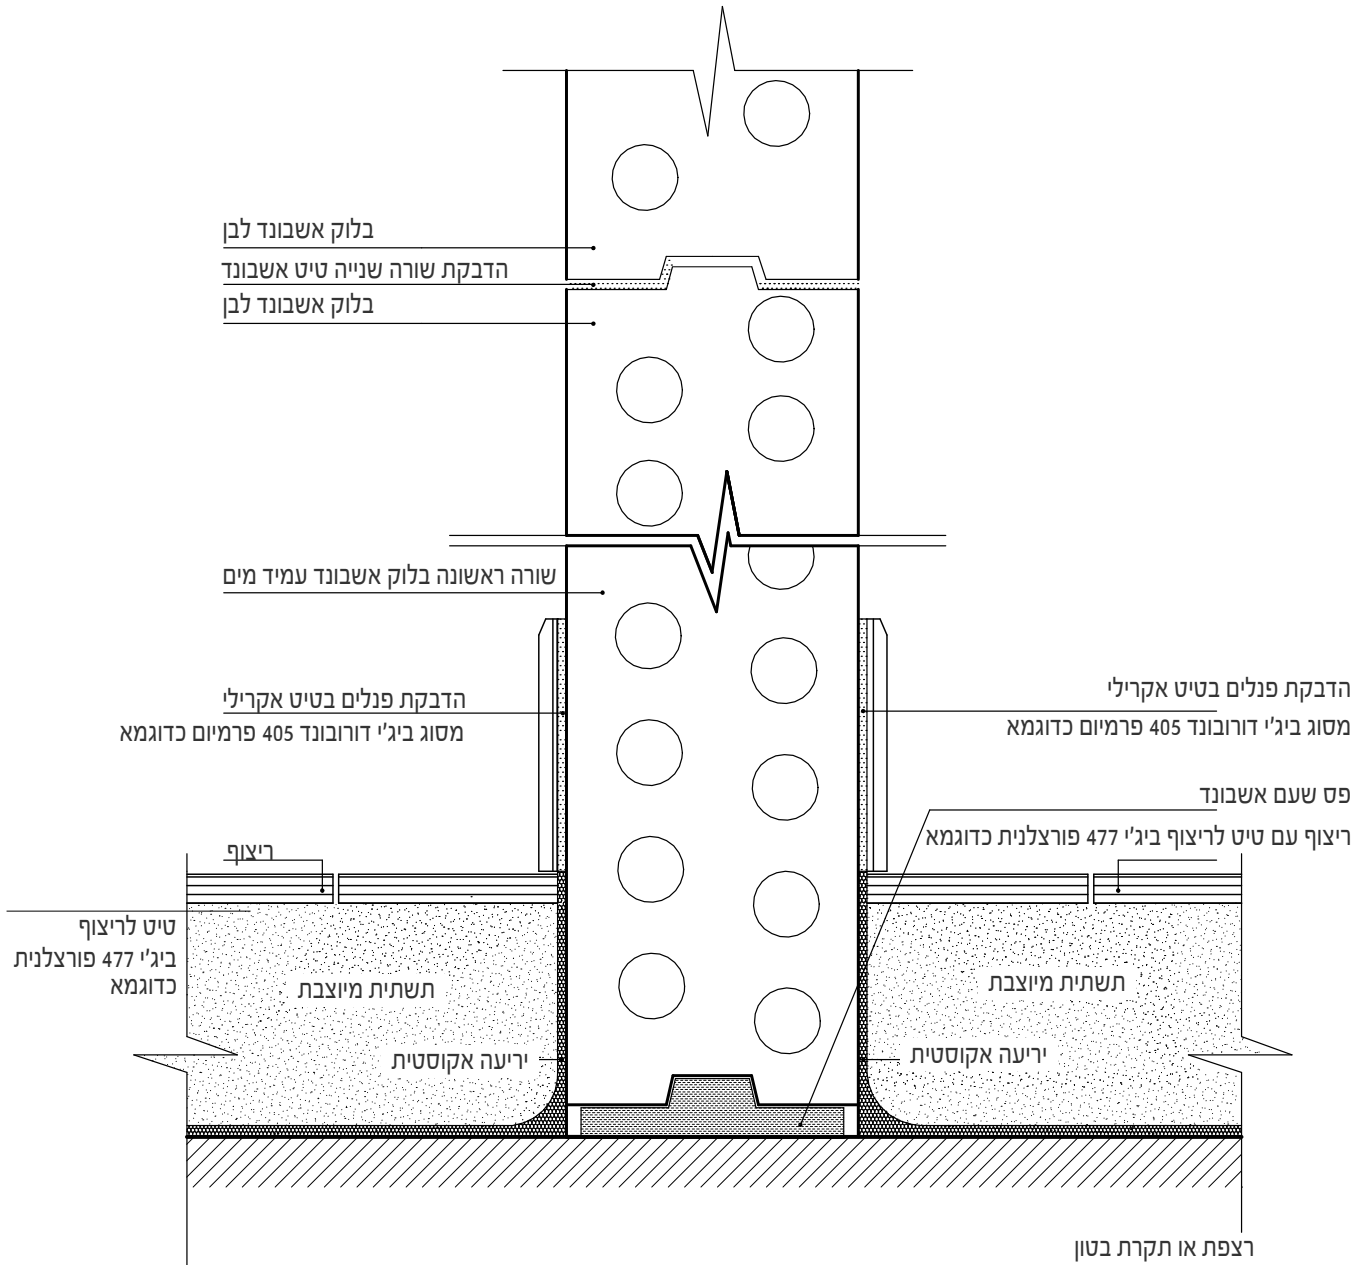 בלוק אשבונד לבן
הדבקת שורה שנייה טיט אשבונד
בלוק אשבונד לבן
שורה ראשונה בלוק אשבונד עמיד מים
הדבקת פנלים בטיט אקרילי
מסוג ביג'י דורובונד 405 פרמיום כדוגמא
הדבקת פנלים בטיט אקרילי
מסוג ביג'י דורובונד 405 פרמיום כדוגמא
פס שעם אשבונד
ריצוף עם טיט לריצוף ביג'י 477 פורצלנית כדוגמא
ריצוף
טיט לריצוף
ביג'י 477 פורצלנית
כדוגמא
תשתית מיוצבת
תשתית מיוצבת
יריעה אקוסטית
יריעה אקוסטית
רצפת או תקרת בטון